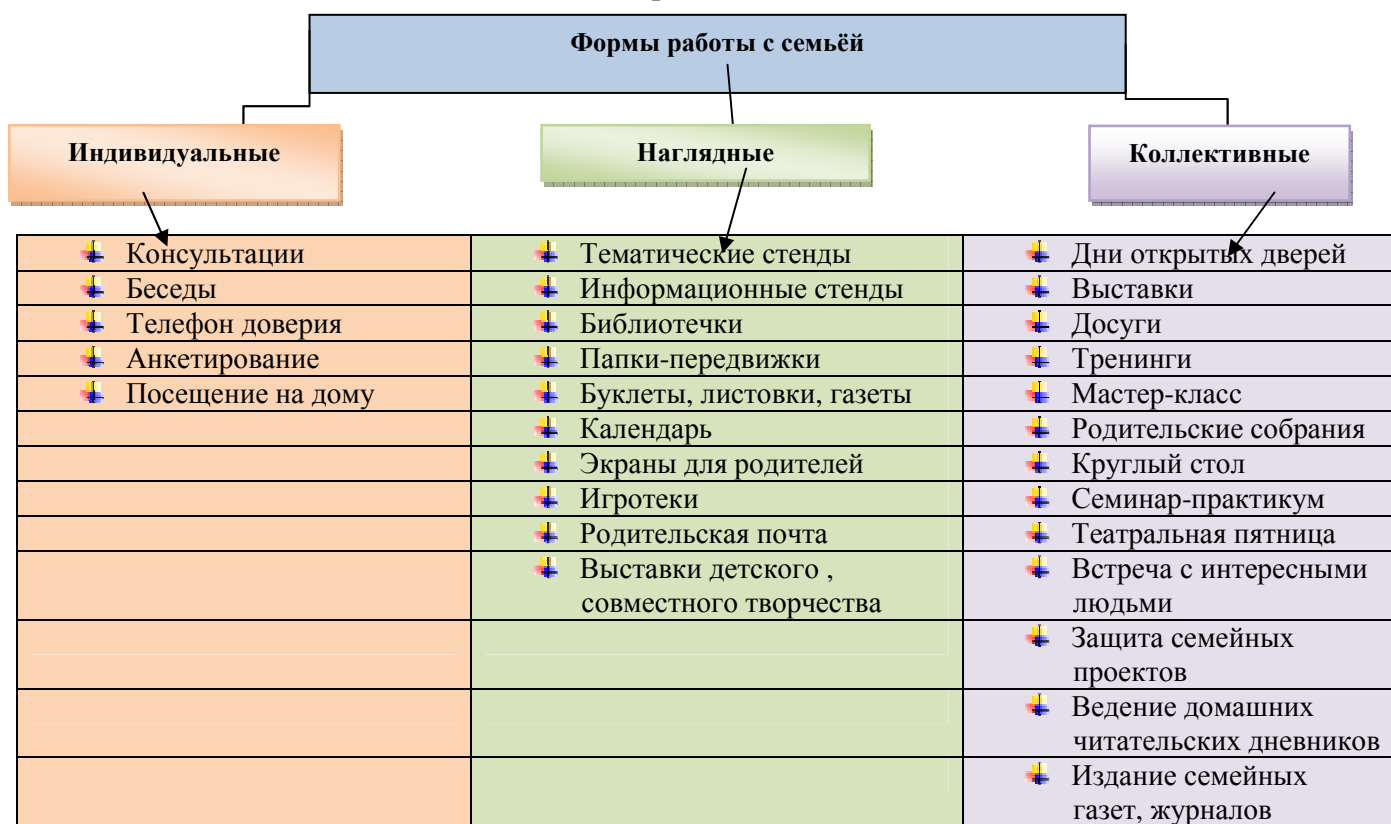 Формы работы с семьёй
Индивидуальные
Наглядные
Коллективные
Консультации
Тематические стенды
Дни открытых дверей
Беседы
Информационные стенды
Выставки
Телефон доверия
Библиотечки
Досуги
Анкетирование
Папки-передвижки
Тренинги
Посещение на дому
Буклеты, листовки, газеты
Мастер-класс
Календарь
Родительские собрания
Экраны для родителей
Круглый стол
Игротеки
Семинар-практикум
Родительская почта
Театральная пятница
Выставки детского ,
совместного творчества
Встреча с интересными
людьми
Защита семейных
проектов
Ведение домашних
читательских дневников
Издание семейных
газет, журналов